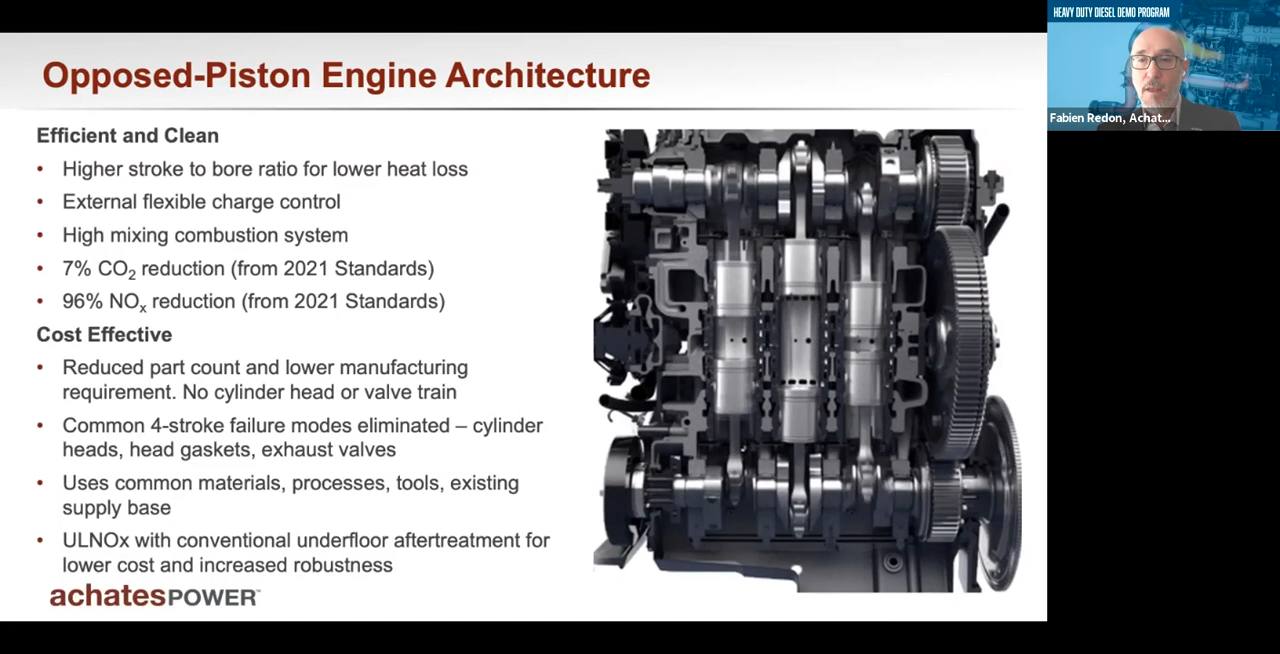 Opposed-Piston Engine Architecture
Efficient and Clean
• Higher stroke to bore ratio for lower heat loss
• External flexible charge control
• High mixing combustion system
• 7% CO2 reduction (from 2021 Standards)
• 96% NOx reduction (from 2021 Standards)
Cost Effective
• Reduced part count and lower manufacturing
requirement. No cylinder head or valve train
• Common 4-stroke failure modes eliminated – cylinder
heads, head gaskets, exhaust valves
• Uses common materials, processes, tools, existing
supply base
• ULNOx with conventional underfloor aftertreatment for
lower cost and increased robustness
achatesPOWER™
HEAVY DUTY DIESEL DEMO PROGRAM
Fabien Redon, Achat...